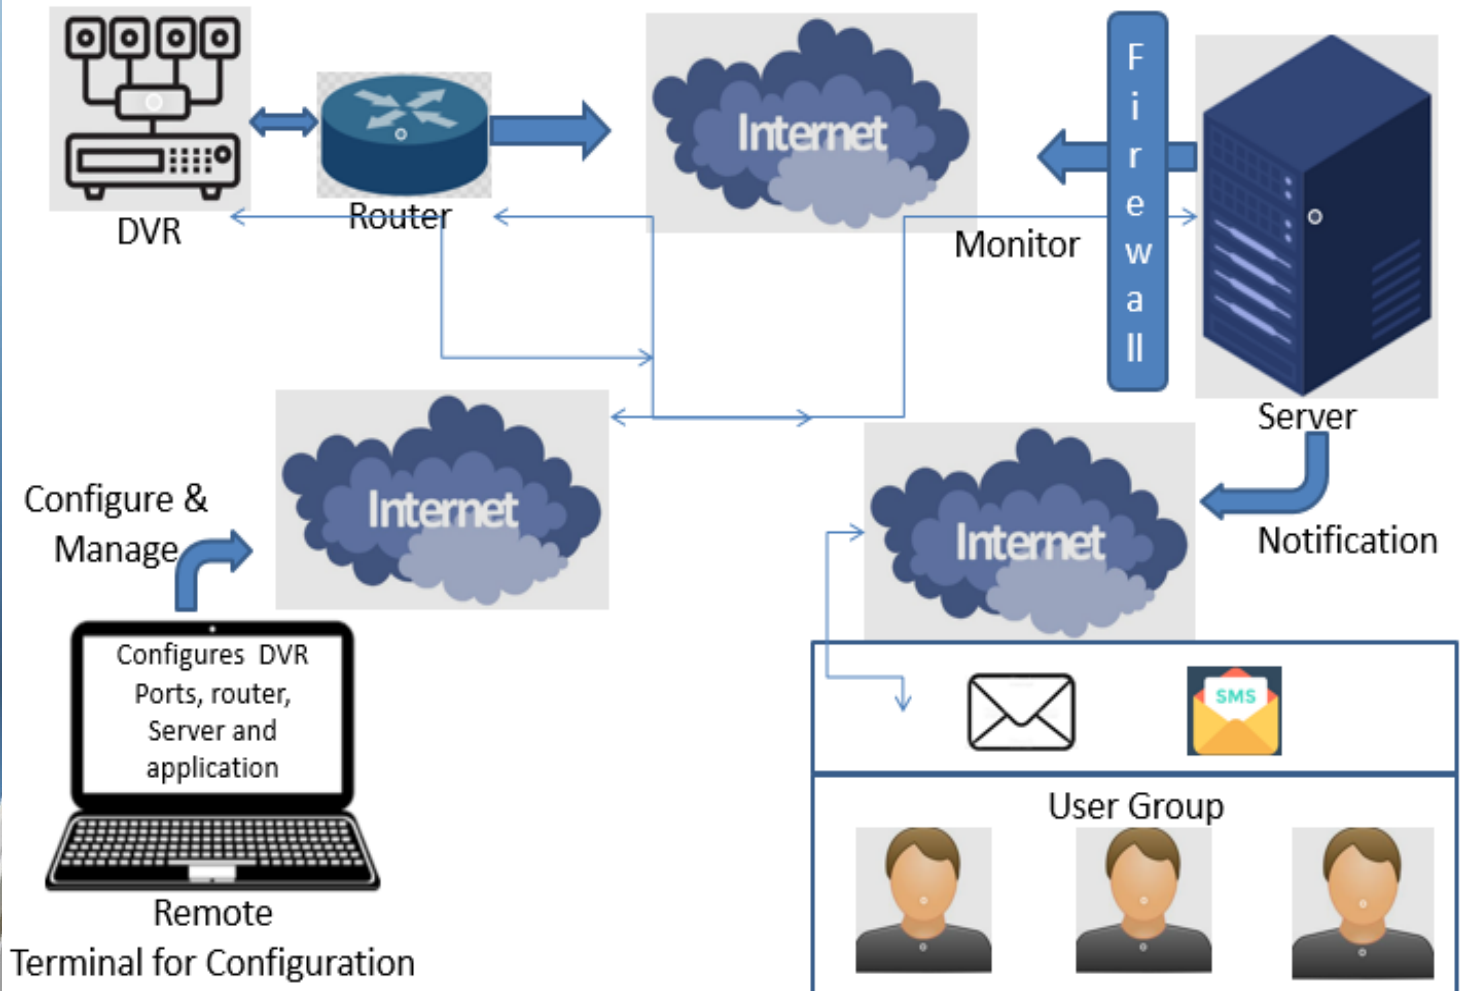 DVR
Router
Internet
Monitor
Firewall
Server
Configure &
Manage
Internet
Internet
Notification
Configures DVR
Ports, router,
Server and
application
SMS
User Group
Remote
Terminal for Configuration